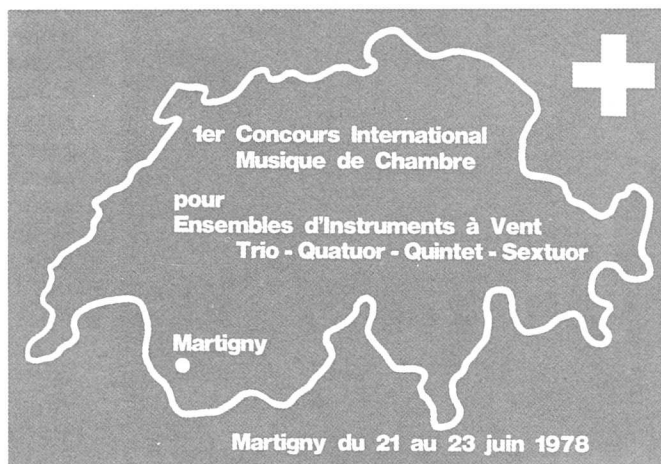 1er Concours International
Musique de Chambre
pour
Ensembles d'Instruments à Vent
Trio - Quatuor - Quintet - Sextuor
Martigny
Martigny du 21 au 23 juin 1978